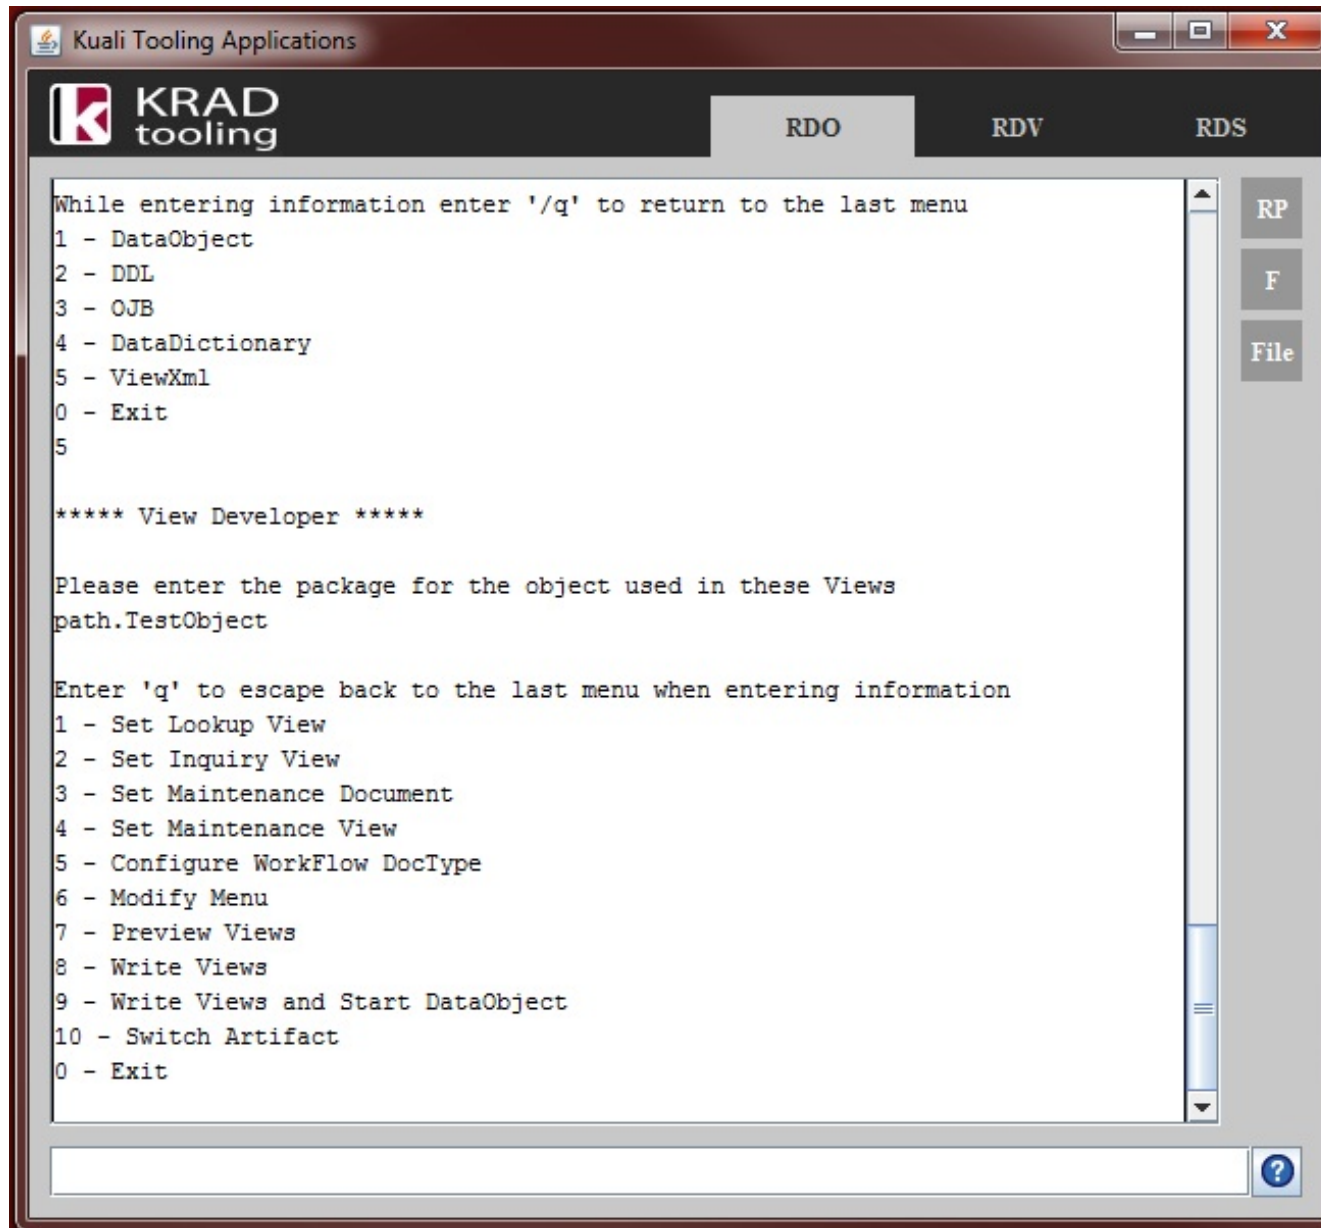 Kuali Tooling Applications
KRAD
tooling
RDO RDV RDS
While entering information enter '/q' to return to the last menu
1 - DataObject
2 - DDL
3 - OJB
4 - DataDictionary
5 - ViewXml
0 - Exit
5
***** View Developer *****
Please enter the package for the object used in these Views
path.TestObject
Enter 'q' to escape back to the last menu when entering information
1 - Set Lookup View
2 - Set Inquiry View
3 - Set Maintenance Document
4 - Set Maintenance View
5 - Configure WorkFlow DocType
6 - Modify Menu
7 - Preview Views
8 - Write Views
9 - Write Views and Start DataObject
10 - Switch Artifact
0 - Exit
RP
F
File